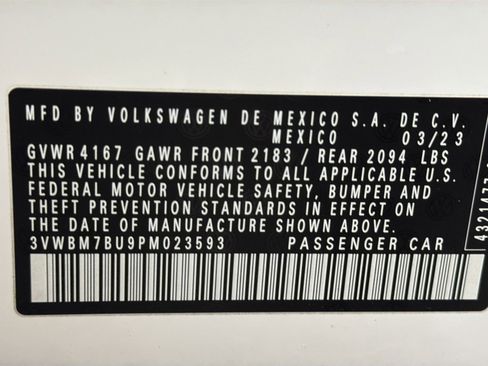 MFD BY VOLKSWAGEN DE MEXICO S.A. DE C.V.
MEXICO 03/23
GVWR 4167 GAWR FRONT 2183 / REAR 2094 LBS
THIS VEHICLE CONFORMS TO ALL APPLICABLE U.S.
FEDERAL MOTOR VEHICLE SAFETY, BUMPER AND
THEFT PREVENTION STANDARDS IN EFFECT ON
THE DATE OF MANUFACTURE SHOWN ABOVE.
3VWBM7BU9PM023593 PASSENGER CAR